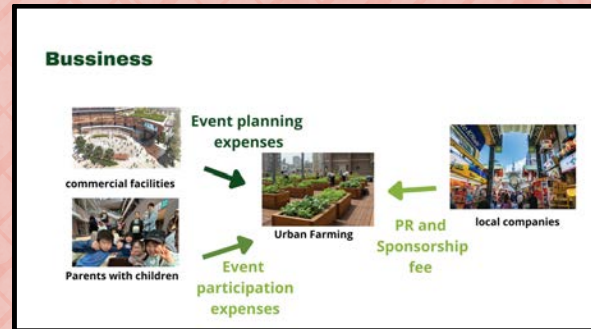 Bussiness
Event planning
expenses
commercial facilities
Urban Farming
local companies
PR and
Sponsorship
fee
Parents with children
Event
participation
expenses